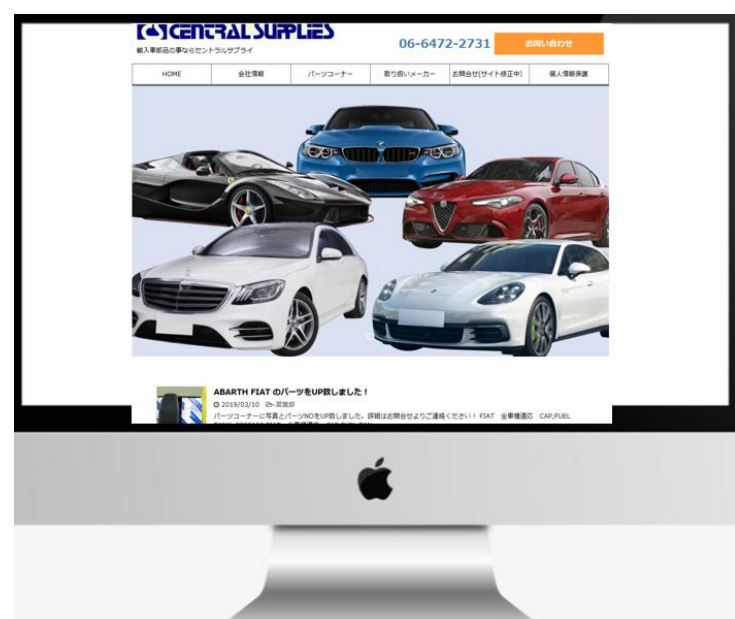 CENTRAL SUPPLIES
輸入車部品の事ならセントラルサプライ
06-6472-2731
お問い合わせ
HOME 会社情報 パーツコーナー 取り扱いメーカー お問合せ(サイト修正中) 個人情報保護
ABARTH FIAT のパーツをUP致しました！
2019/03/10 営業部
パーツコーナーに写真とパーツNOをUP致しました。詳細はお問合せよりご連絡ください！ FIAT 全車種適応 CAP,FUEL